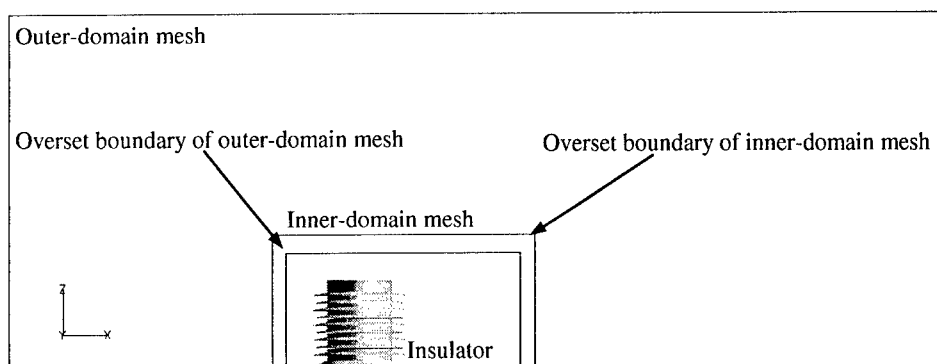 Outer-domain mesh
Overset boundary of outer-domain mesh
Overset boundary of inner-domain mesh
Inner-domain mesh
Z
Y
X
Insulator